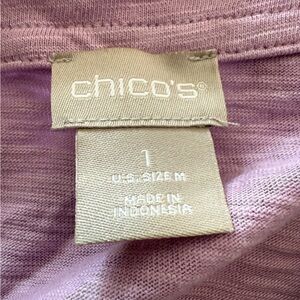 chico's®
1
U.S. SIZE M
MADE IN
INDONESIA